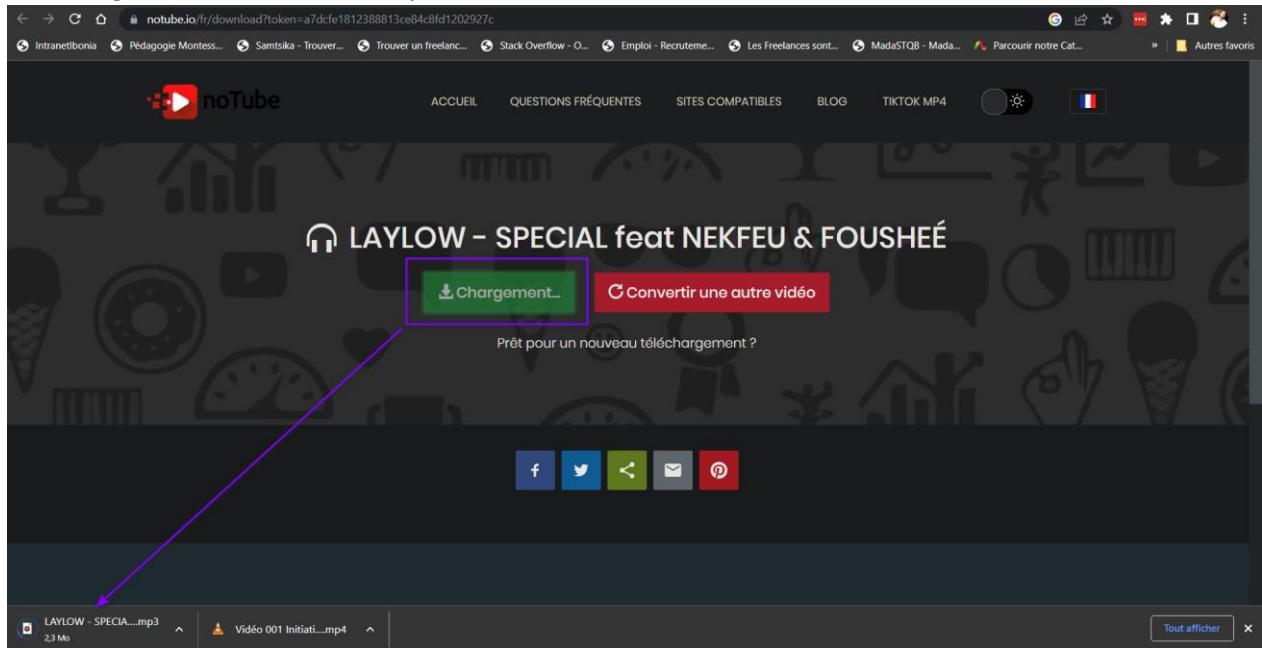 notube.io/fr/download?token=a7dcfe1812388813ce84c8fd1202927c
IntranetIbonia Pédagogie Montess... Samtsika - Trouver... Trouver un freelanc... Stack Overflow - O... Emploi - Recruteme... Les Freelances sont... MadaSTQB - Mada... Parcourir notre Cat... » Autres favoris
noTube ACCUEIL QUESTIONS FRÉQUENTES SITES COMPATIBLES BLOG TIKTOK MP4
LAYLOW - SPECIAL feat NEKFEU & FOUSHEÉ
Chargement... Convertir une autre vidéo
Prêt pour un nouveau téléchargement ?
LAYLOW - SPECIA....mp3 Vidéo 001 Initiati....mp4 Tout afficher
2,3 Mo